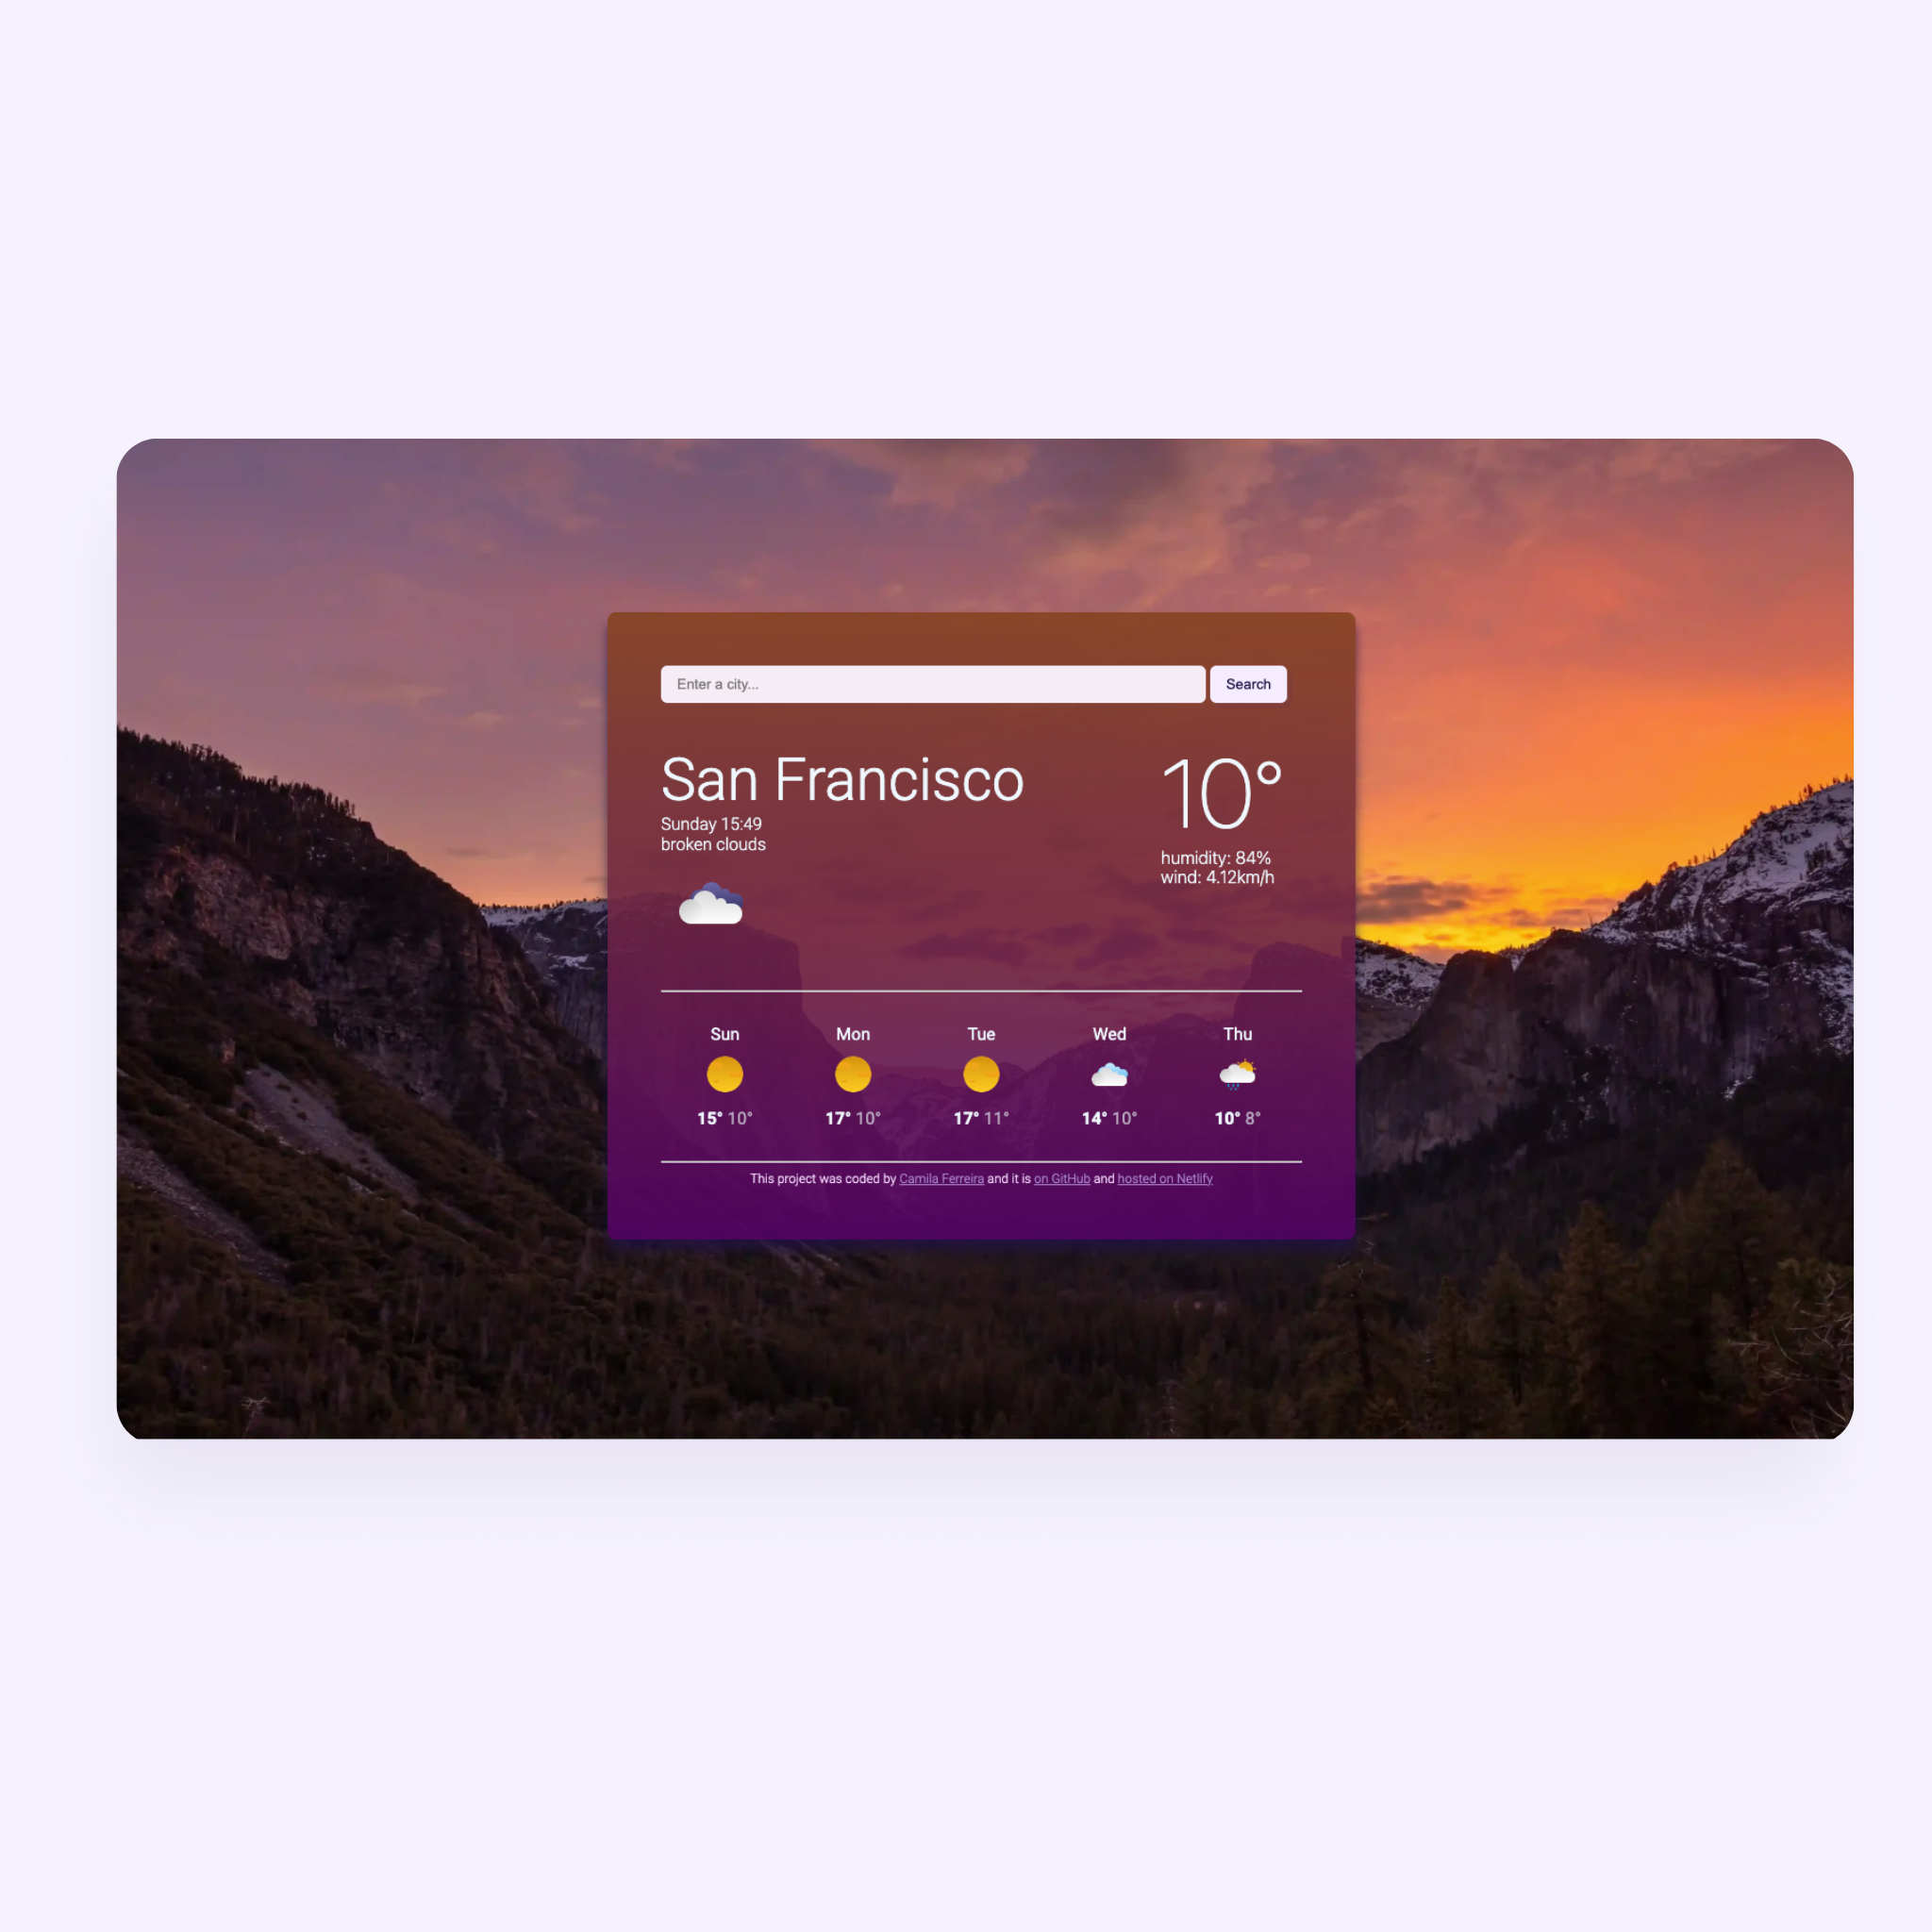 Enter a city...
Search
San Francisco
Sunday 15:49
broken clouds
10°
humidity: 84%
wind: 4.12km/h
Sun Mon Tue Wed Thu
15° 10° 17° 10° 17° 11° 14° 10° 10° 8°
This project was coded by Camila Ferreira and it is on GitHub and hosted on Netlify